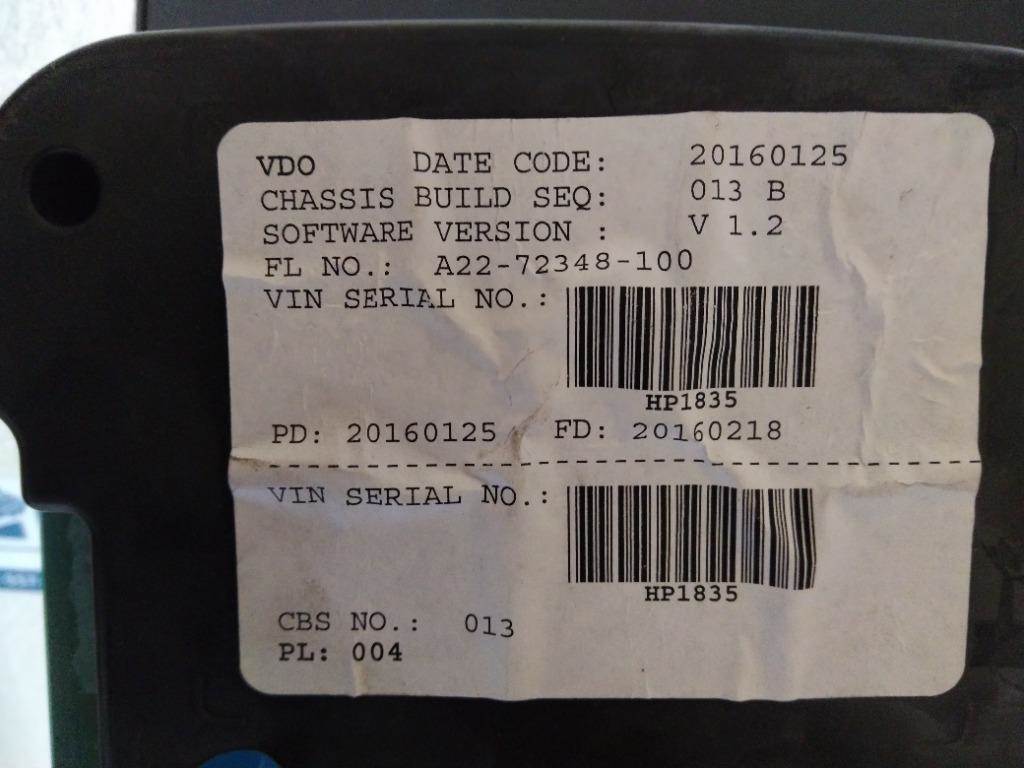 VDO DATE CODE: 20160125
CHASSIS BUILD SEQ: 013 B
SOFTWARE VERSION : V 1.2
FL NO.: A22-72348-100
VIN SERIAL NO.:
HP1835
PD: 20160125 FD: 20160218
VIN SERIAL NO.:
HP1835
CBS NO.: 013
PL: 004